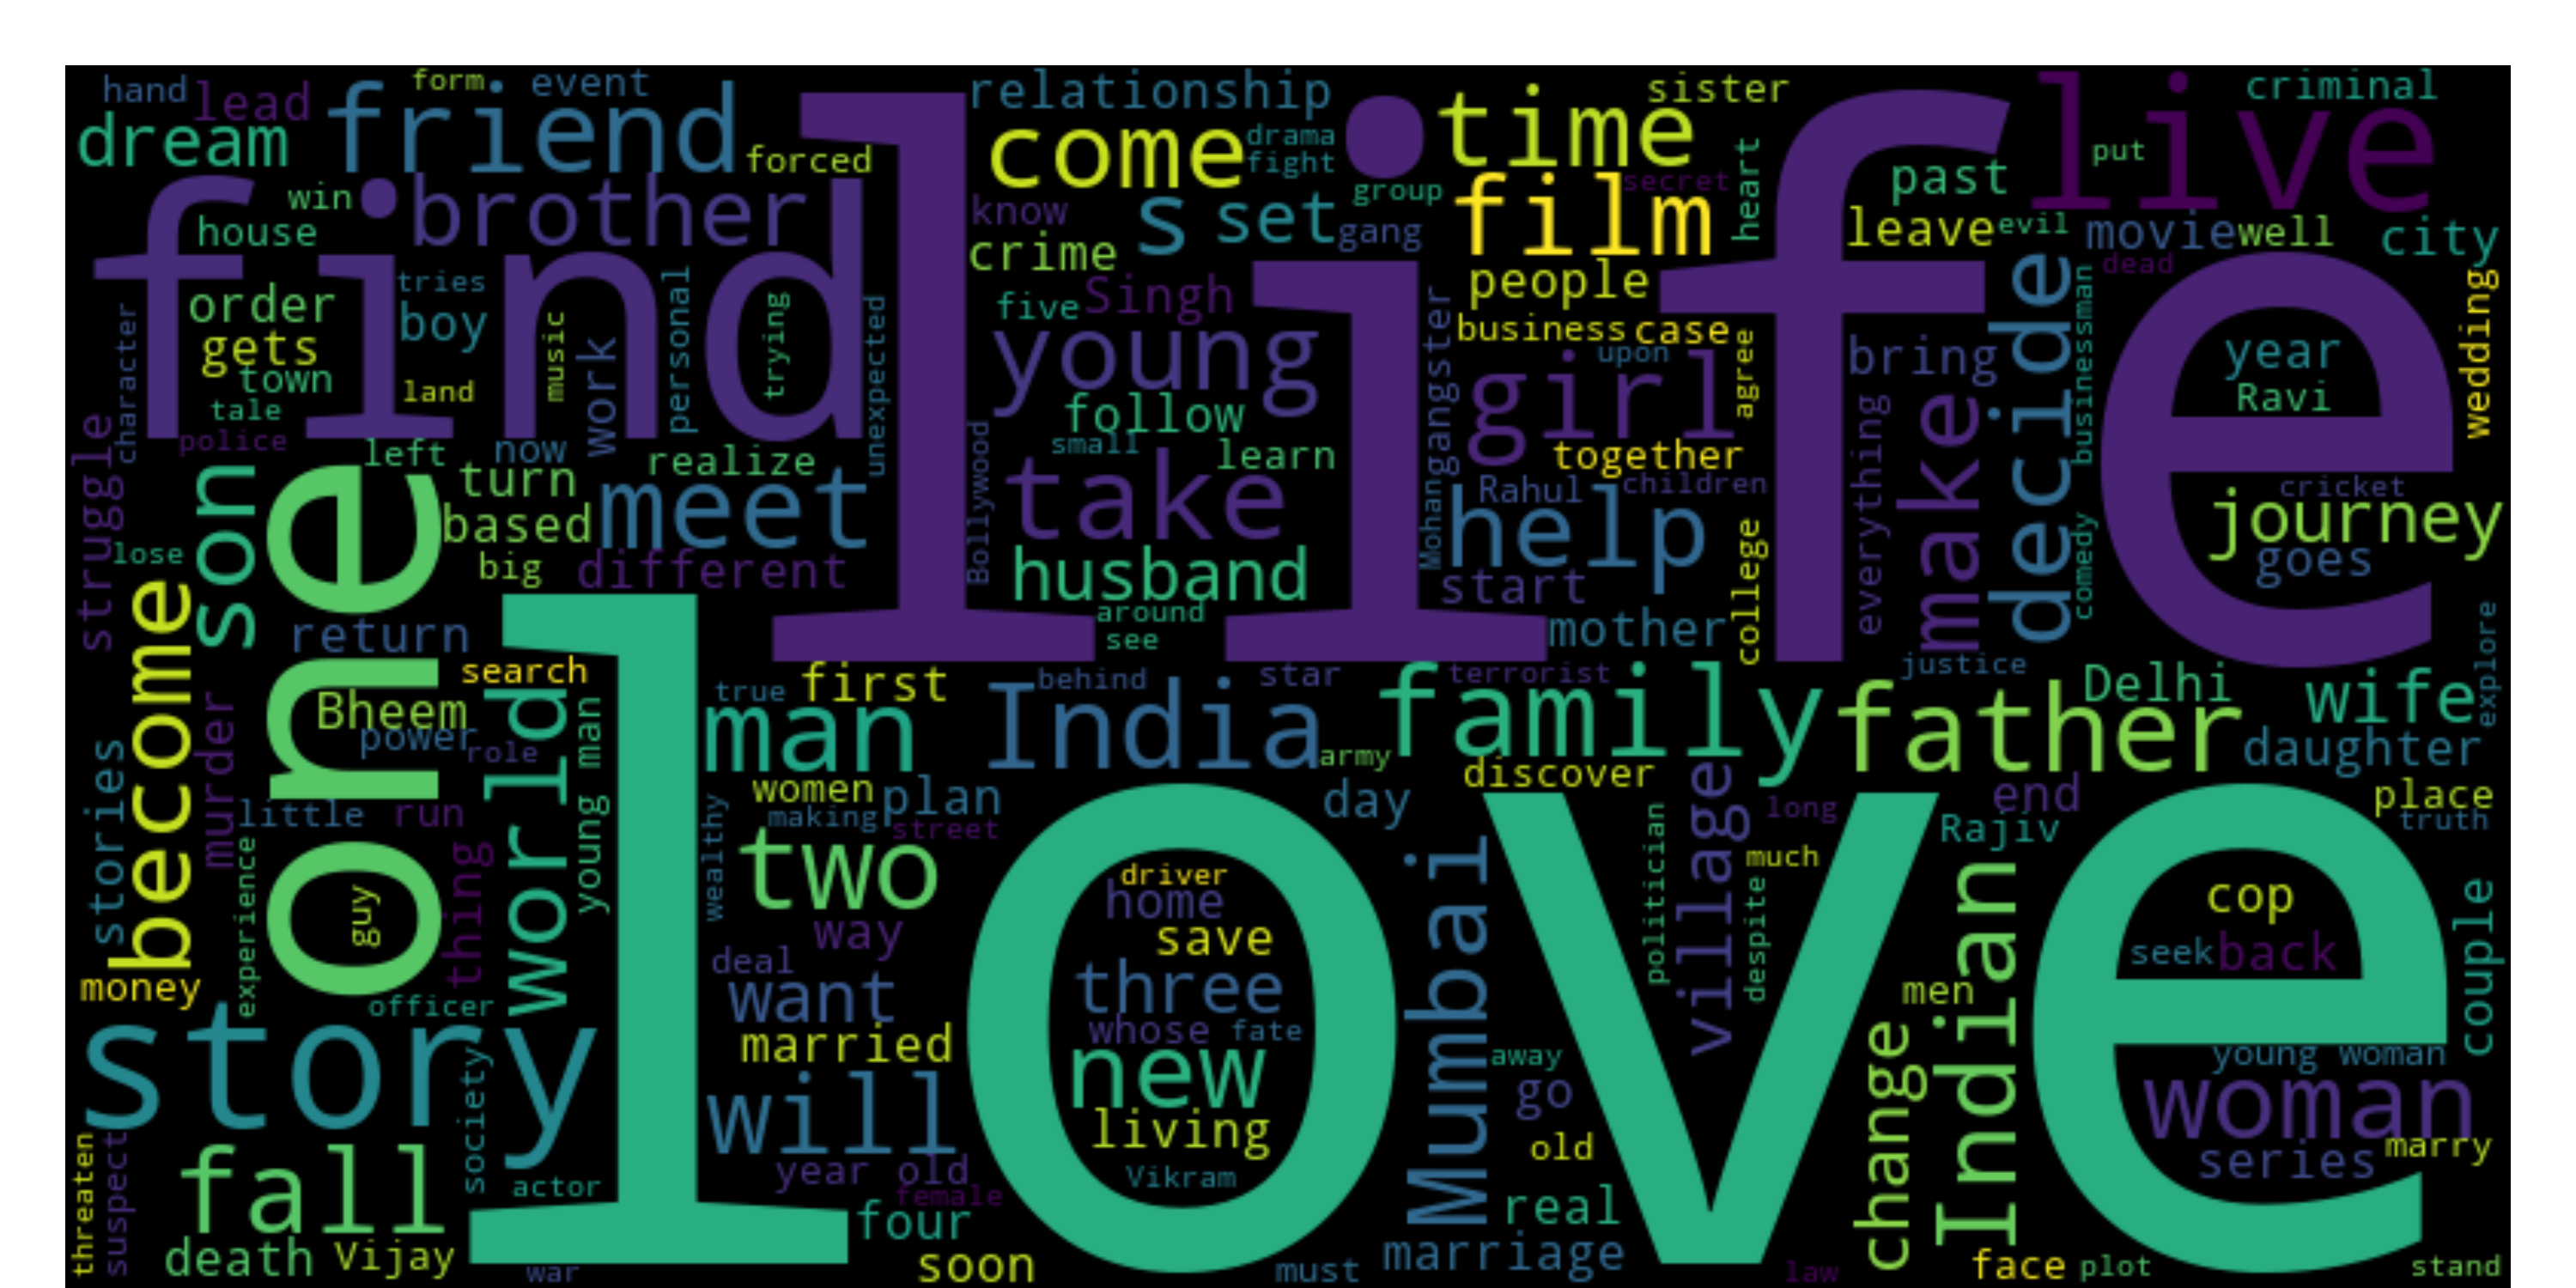 hand
lead
form
event
relationship
sister
criminal
dream
friend
forced
come
drama
fight
time
put
live
win
brother
know
group
secret
heart
past
house
find
crime
s
set
gang
film
leave
evil
movie
well
city
dead
tries
order
boy
five
Singh
people
business
case
gets
town
tale
land
music
work
personal
trying
unexpected
character
police
young
follow
small
learn
gangster
upon
girl
agree
together
bring
decide
businessman
year
Ravi
wedding
life
struggle
left
now
realize
turn
based
big
meet
different
Bollywood
take
husband
around
see
Mohan
Rahul
children
help
start
college
everything
make
comedy
cricket
journey
goes
explore
son
lose
become
one
return
search
mother
justice
Bheem
power
role
world
young man
true
first
man
behind
India
star
terrorist
family
army
father
Delhi
wife
daughter
discover
stories
murder
little
run
thing
experience
guy
money
officer
women
making
plan
street
wealthy
two
way
deal
want
married
will
year old
female
four
soon
day
driver
home
save
three
whose
fate
new
living
Vikram
Mumbai
politician
village
long
much
despite
end
Rajiv
place
truth
love
away
go
old
real
marriage
must
law
men
change
Indian
cop
seek
back
couple
young woman
woman
marry
series
face
plot
stand
story
society
threaten
suspect
fall
actor
death
Vijay
war